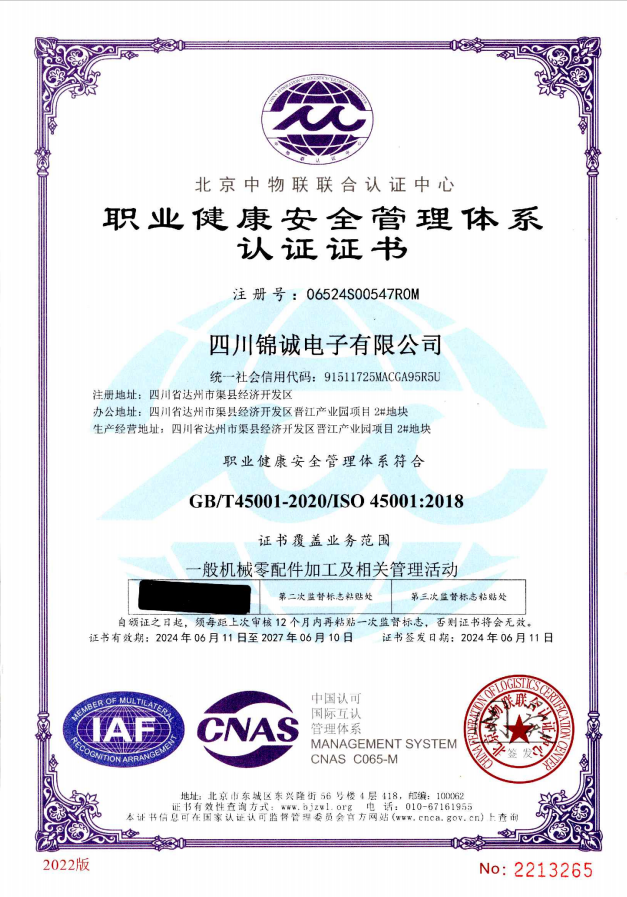 北京中物联联合认证中心
职业健康安全管理体系
认证证书
注册号：06524S00547R0M
四川锦诚电子有限公司
统一社会信用代码：91511725MACGA95R5U
注册地址：四川省达州市渠县经济开发区
办公地址：四川省达州市渠县经济开发区晋江产业园项目 2#地块
生产经营地址：四川省达州市渠县经济开发区晋江产业园项目 2#地块
职业健康安全管理体系符合
GB/T45001-2020/ISO 45001:2018
证书覆盖业务范围
一般机械零配件加工及相关管理活动
第二次监督标志粘贴处
第三次监督标志粘贴处
自颁证之日起，须每距上次审核 12 个月内再粘贴一次监督标志，否则证书将会无效。
证书有效期：2024 年 06 月 11 日至 2027 年 06 月 10 日 证书签发日期：2024 年 06 月 11 日
MEMBER OF MULTILATERAL
IAF
RECOGNITION ARRANGEMENT
CNAS
中国认可
国际互认
管理体系
MANAGEMENT SYSTEM
CNAS C065-M
CHINA FEDERATION OF LOGISTICS CERTIFICATION CENTER
北京中物联联合认证中心
签发
地址：北京市东城区东兴隆街 56 号楼 4 层 418，邮编：100062
证书有效性查询方式：www.bjzwl.org 电 话：010-67161955
本证书信息可在国家认证认可监督管理委员会官方网站(www.cnca.gov.cn)上查询
2022版
No: 2213265